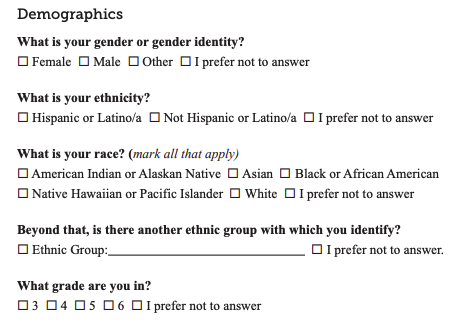 Demographics
What is your gender or gender identity?
☐ Female ☐ Male ☐ Other ☐ I prefer not to answer
What is your ethnicity?
☐ Hispanic or Latino/a ☐ Not Hispanic or Latino/a ☐ I prefer not to answer
What is your race? (mark all that apply)
☐ American Indian or Alaskan Native ☐ Asian ☐ Black or African American
☐ Native Hawaiian or Pacific Islander ☐ White ☐ I prefer not to answer
Beyond that, is there another ethnic group with which you identify?
☐ Ethnic Group:______________________________ ☐ I prefer not to answer.
What grade are you in?
☐ 3 ☐ 4 ☐ 5 ☐ 6 ☐ I prefer not to answer